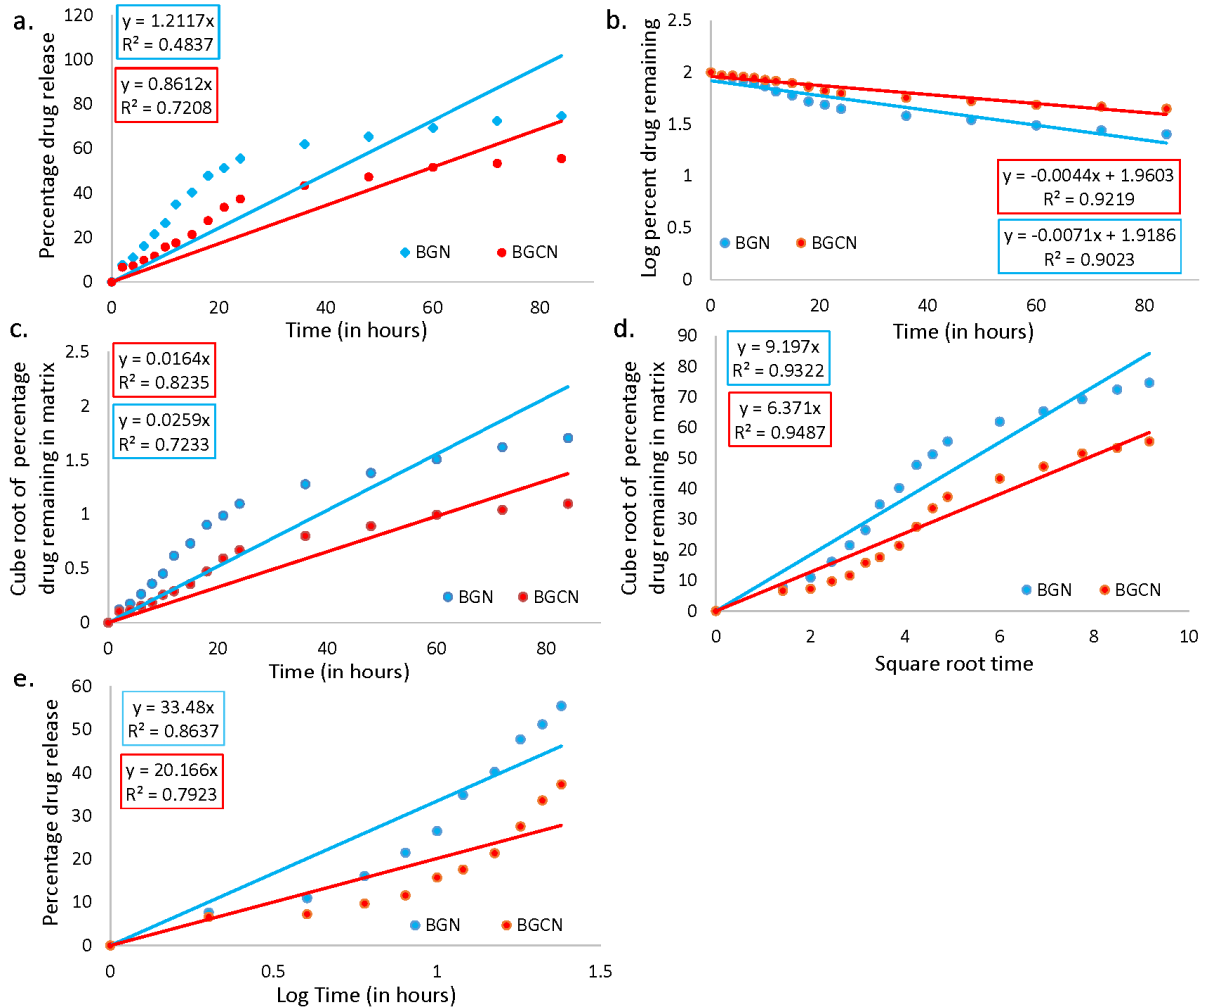 a.
120
100
80
60
40
20
0
Percentage drug release
y = 1.2117x
R² = 0.4837
y = 0.8612x
R² = 0.7208
BGN
BGCN
0 20 40 60 80
Time (in hours)
b.
2.5
2
1.5
1
0.5
0
Log percent drug remaining
y = -0.0044x + 1.9603
R² = 0.9219
y = -0.0071x + 1.9186
R² = 0.9023
BGN
BGCN
0 20 40 60 80
Time (in hours)
c.
2.5
2
1.5
1
0.5
0
Cube root of percentage
drug remaining in matrix
y = 0.0164x
R² = 0.8235
y = 0.0259x
R² = 0.7233
BGN
BGCN
0 20 40 60 80
Time (in hours)
d.
90
80
70
60
50
40
30
20
10
0
Cube root of percentage
drug remaining in matrix
y = 9.197x
R² = 0.9322
y = 6.371x
R² = 0.9487
BGN
BGCN
0 2 4 6 8 10
Square root time
e.
60
50
40
30
20
10
0
Percentage drug release
y = 33.48x
R² = 0.8637
y = 20.166x
R² = 0.7923
BGN
BGCN
0 0.5 1 1.5
Log Time (in hours)